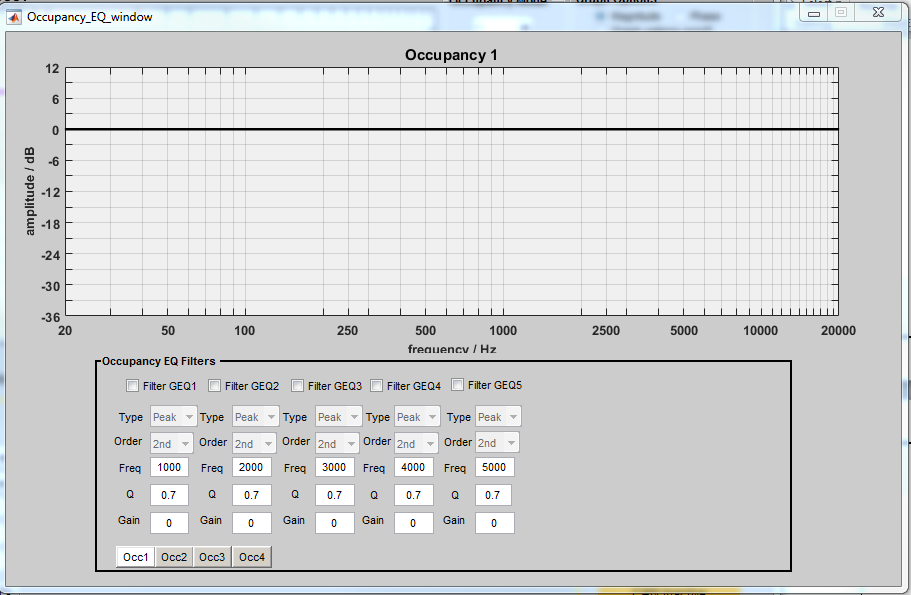 Occupancy_EQ_window
Occupancy 1
12
6
0
-6
-12
-18
-24
-30
-36
amplitude / dB
20 50 100 250 500 1000 2500 5000 10000 20000
frequency / Hz
Occupancy EQ Filters
Filter GEQ1 Filter GEQ2 Filter GEQ3 Filter GEQ4 Filter GEQ5
Type Peak Type Peak Type Peak Type Peak Type Peak
Order 2nd Order 2nd Order 2nd Order 2nd Order 2nd
Freq 1000 Freq 2000 Freq 3000 Freq 4000 Freq 5000
Q 0.7 Q 0.7 Q 0.7 Q 0.7 Q 0.7
Gain 0 Gain 0 Gain 0 Gain 0 Gain 0
Occ1 Occ2 Occ3 Occ4